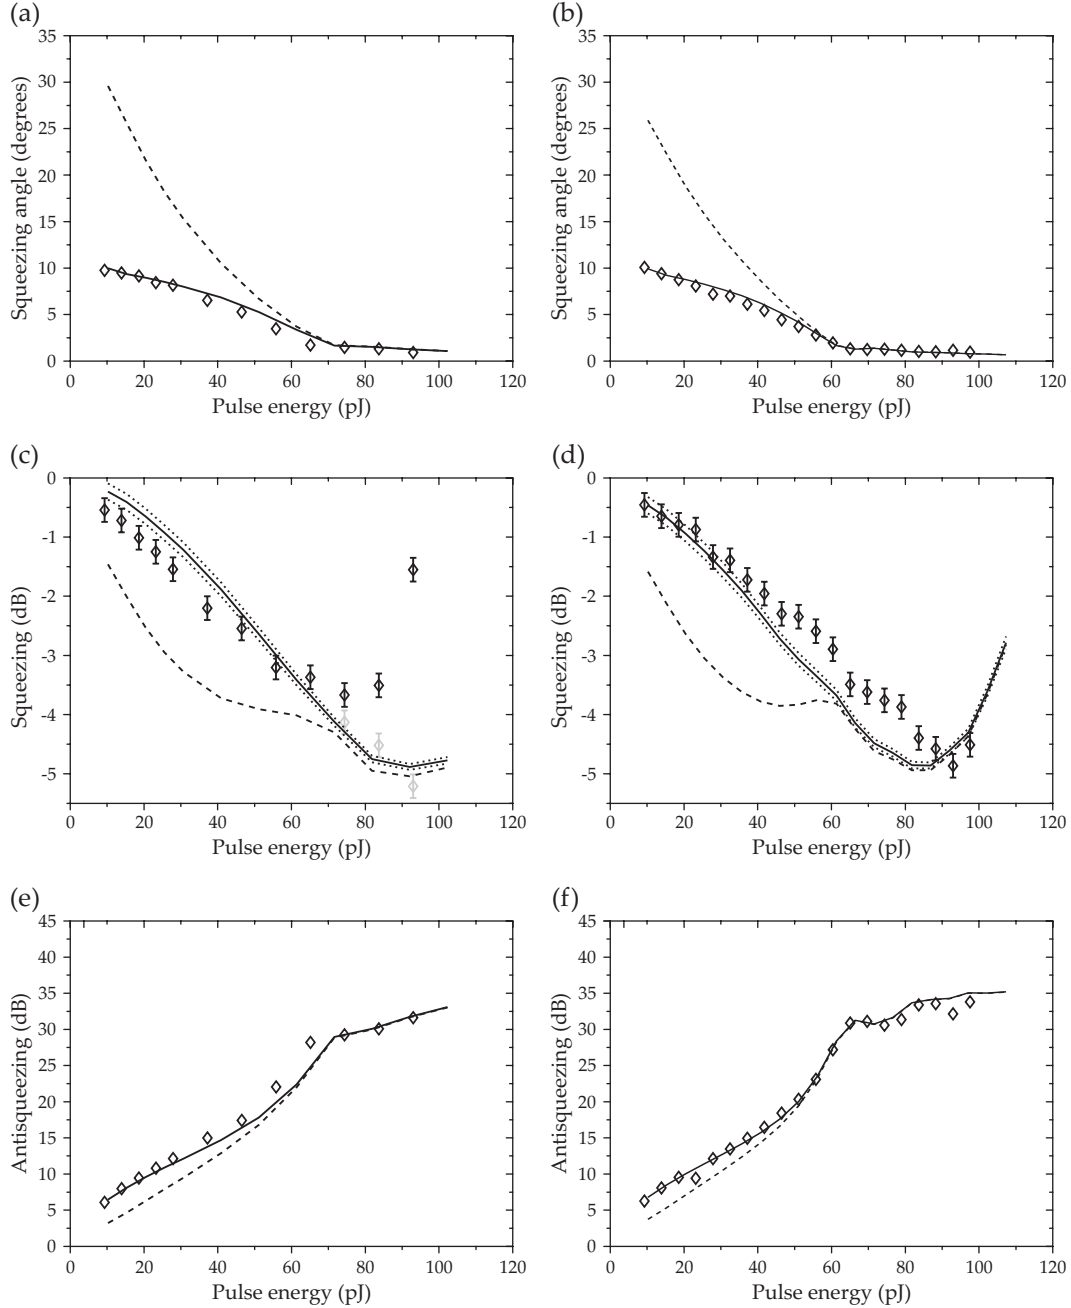 (a)
35
30
25
20
15
10
5
0
Squeezing angle (degrees)
0 20 40 60 80 100 120
Pulse energy (pJ)
(b)
35
30
25
20
15
10
5
0
Squeezing angle (degrees)
0 20 40 60 80 100 120
Pulse energy (pJ)
(c)
0
-1
-2
-3
-4
-5
Squeezing (dB)
0 20 40 60 80 100 120
Pulse energy (pJ)
(d)
0
-1
-2
-3
-4
-5
Squeezing (dB)
0 20 40 60 80 100 120
Pulse energy (pJ)
(e)
45
40
35
30
25
20
15
10
5
0
Antisqueezing (dB)
0 20 40 60 80 100 120
Pulse energy (pJ)
(f)
45
40
35
30
25
20
15
10
5
0
Antisqueezing (dB)
0 20 40 60 80 100 120
Pulse energy (pJ)